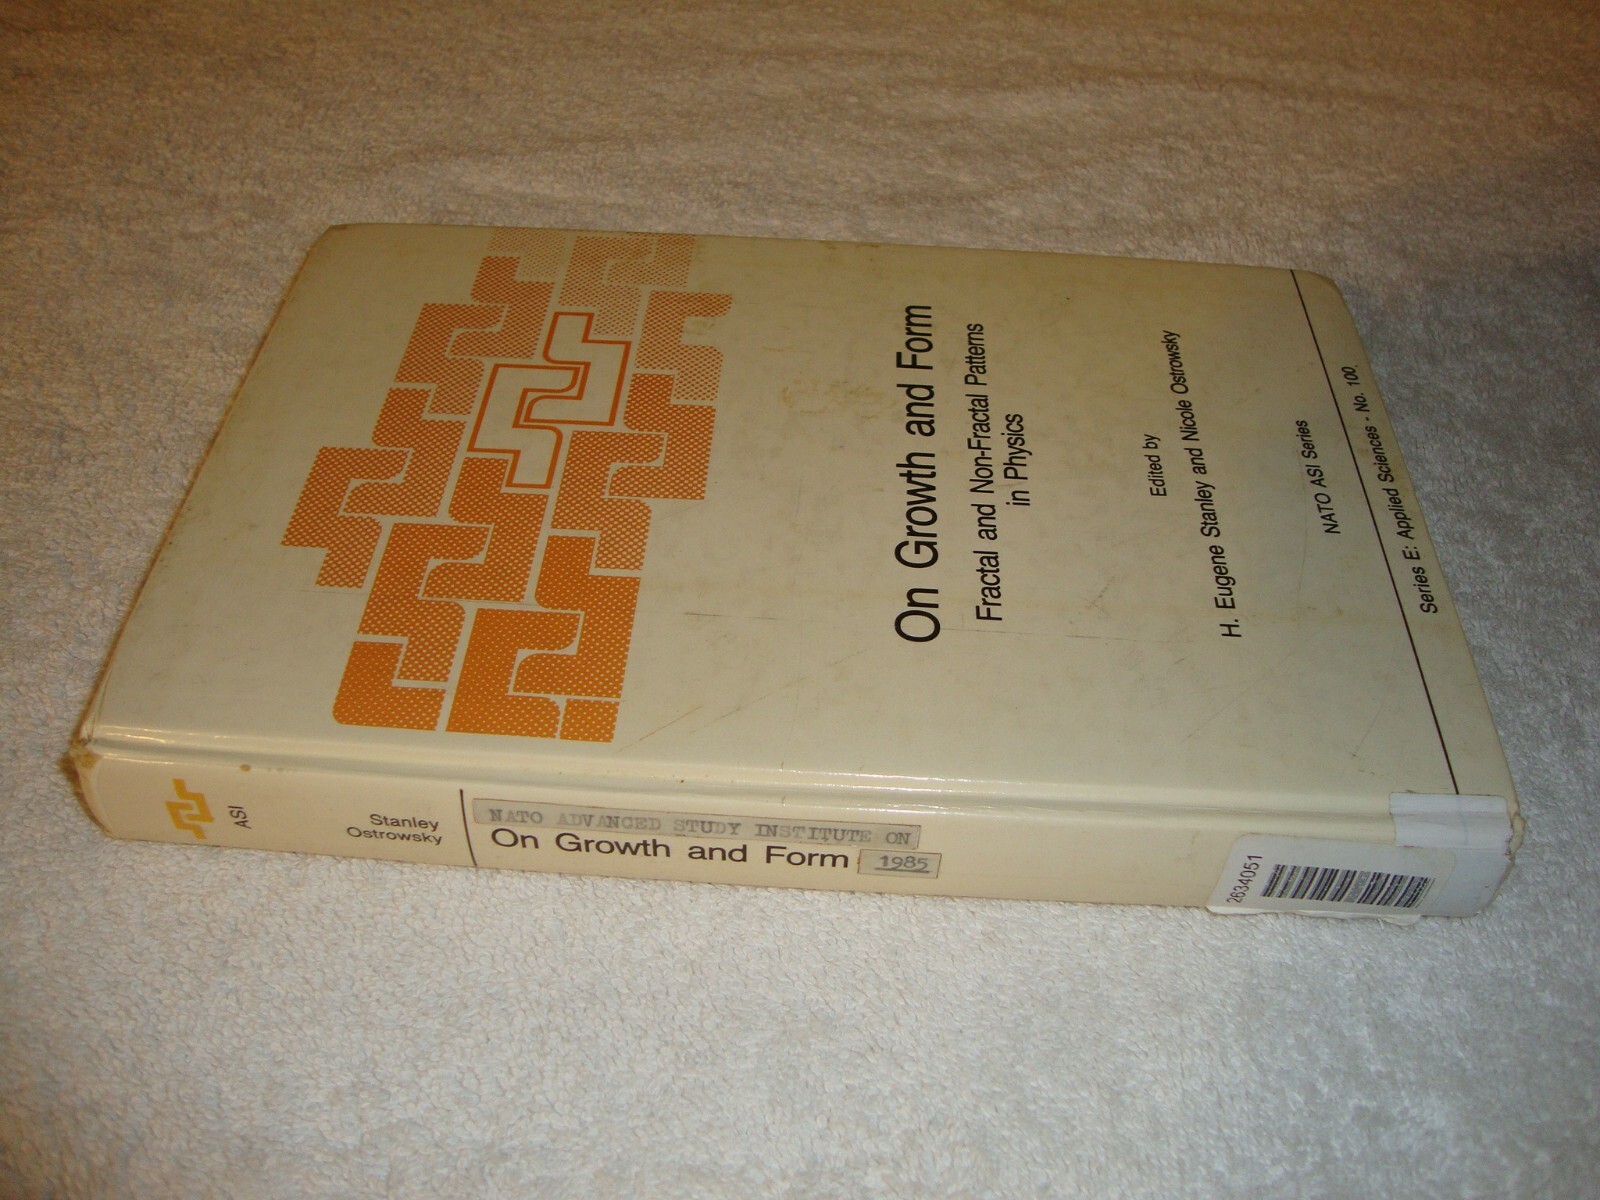 On Growth and Form
Fractal and Non-Fractal Patterns
in Physics
Edited by
H. Eugene Stanley and Nicole Ostrowsky
NATO ASI Series
Series E: Applied Sciences - No. 100
ASI
Stanley
Ostrowsky
NATO ADVANCED STUDY INSTITUTE ON
On Growth and Form
1985
2634051